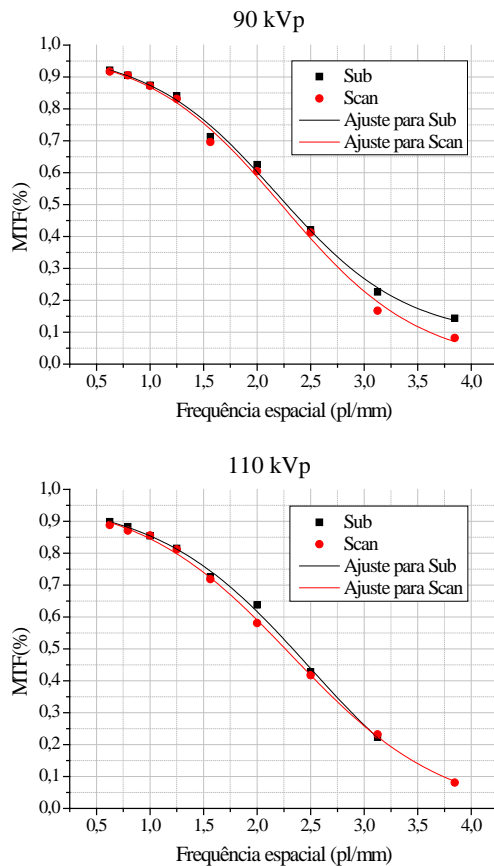 90 kVp
1,0
0,9
0,8
0,7
0,6
0,5
0,4
0,3
0,2
0,1
0,0
MTF(%)
Sub
Scan
Ajuste para Sub
Ajuste para Scan
0,5 1,0 1,5 2,0 2,5 3,0 3,5 4,0
Frequência espacial (pl/mm)
110 kVp
1,0
0,9
0,8
0,7
0,6
0,5
0,4
0,3
0,2
0,1
0,0
MTF(%)
Sub
Scan
Ajuste para Sub
Ajuste para Scan
0,5 1,0 1,5 2,0 2,5 3,0 3,5 4,0
Frequência espacial (pl/mm)